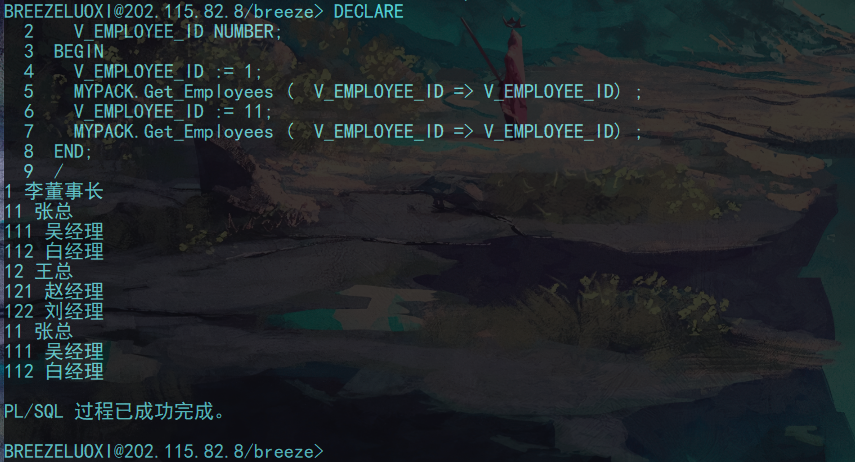 BREEZELUOXI@202.115.82.8/breeze> DECLARE
  2    V_EMPLOYEE_ID NUMBER;
  3  BEGIN
  4    V_EMPLOYEE_ID := 1;
  5    MYPACK.Get_Employees (  V_EMPLOYEE_ID => V_EMPLOYEE_ID) ;
  6    V_EMPLOYEE_ID := 11;
  7    MYPACK.Get_Employees (  V_EMPLOYEE_ID => V_EMPLOYEE_ID) ;
  8  END;
  9  /
1 李董事长
11 张总
111 吴经理
112 白经理
12 王总
121 赵经理
122 刘经理
11 张总
111 吴经理
112 白经理
PL/SQL 过程已成功完成。
BREEZELUOXI@202.115.82.8/breeze>